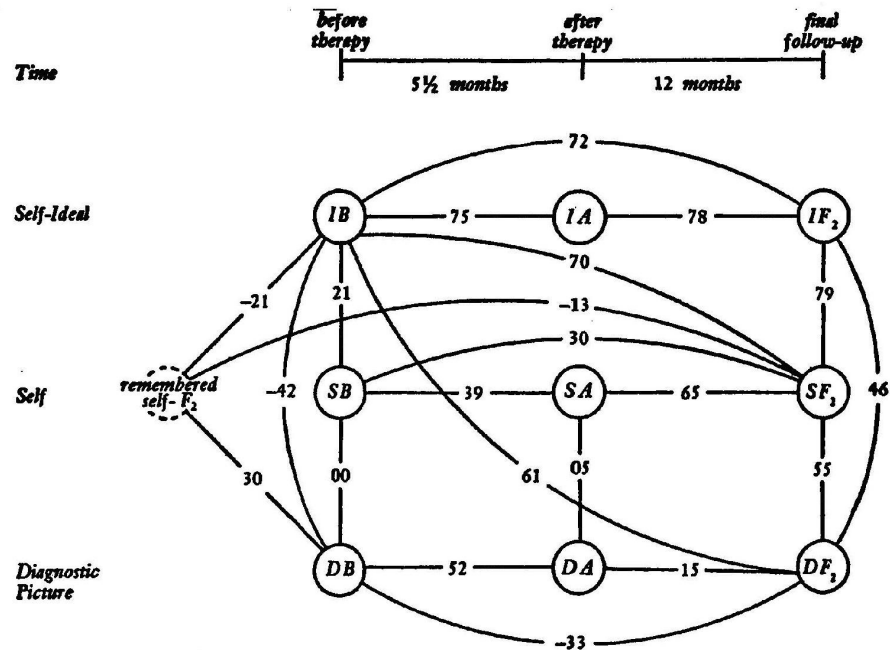 before
therapy
after
therapy
final
follow-up
Time
5½ months
12 months
72
Self-Ideal
IB
75
IA
78
IF₂
70
-21
21
-13
79
30
remembered
self-F₂
Self
-42
SB
39
SA
65
SF₂
46
30
00
61
05
55
Diagnostic
Picture
DB
52
DA
15
DF₂
-33